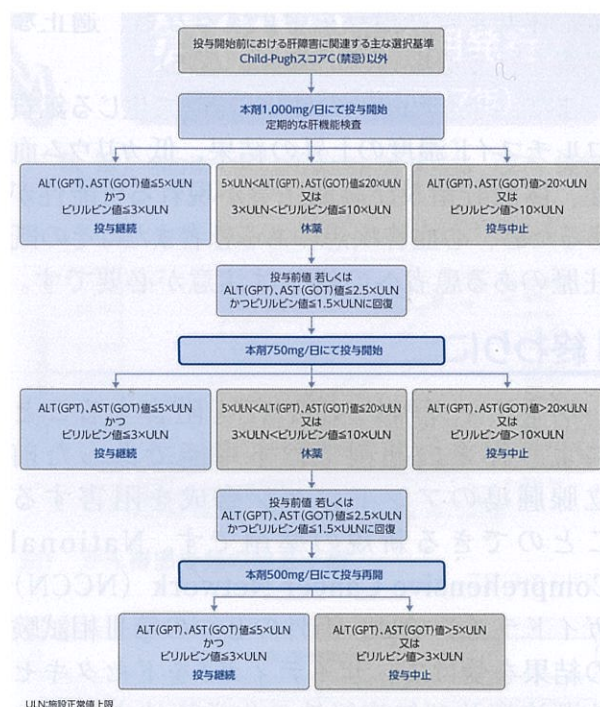 投与開始前における肝障害に関連する主な選択基準
Child-PughスコアC(禁忌)以外
本剤1,000mg/日にて投与開始
定期的な肝機能検査
ALT(GPT)、AST(GOT)値≦5×ULN
かつ
ビリルビン値≦3×ULN
投与継続
5×ULN<ALT(GPT)、AST(GOT)値≦20×ULN
又は
3×ULN<ビリルビン値≦10×ULN
休薬
ALT(GPT)、AST(GOT)値>20×ULN
又は
ビリルビン値>10×ULN
投与中止
投与前値 若しくは
ALT(GPT)、AST(GOT)値≦2.5×ULN
かつビリルビン値≦1.5×ULNに回復
本剤750mg/日にて投与開始
ALT(GPT)、AST(GOT)値≦5×ULN
かつ
ビリルビン値≦3×ULN
投与継続
5×ULN<ALT(GPT)、AST(GOT)値≦20×ULN
又は
3×ULN<ビリルビン値≦10×ULN
休薬
ALT(GPT)、AST(GOT)値>20×ULN
又は
ビリルビン値>10×ULN
投与中止
投与前値 若しくは
ALT(GPT)、AST(GOT)値≦2.5×ULN
かつビリルビン値≦1.5×ULNに回復
本剤500mg/日にて投与再開
ALT(GPT)、AST(GOT)値≦5×ULN
かつ
ビリルビン値≦3×ULN
投与継続
ALT(GPT)、AST(GOT)値>5×ULN
又は
ビリルビン値>3×ULN
投与中止
ULN:施設正常値上限